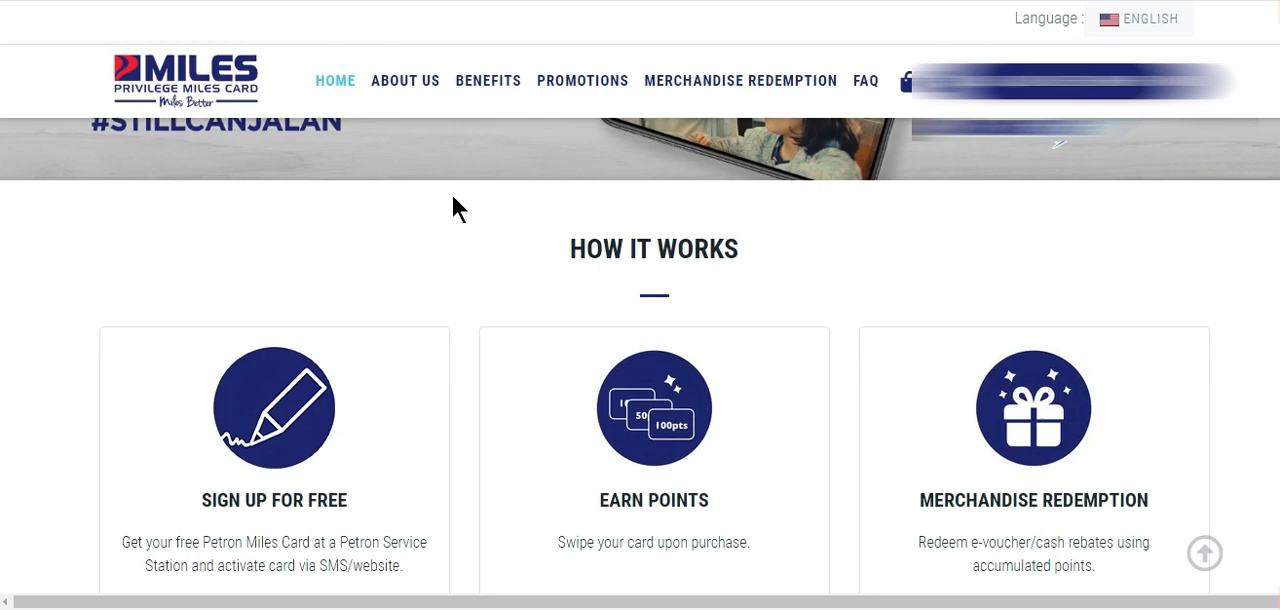 Language : ENGLISH
MILES
PRIVILEGE MILES CARD
Miles Better
HOME ABOUT US BENEFITS PROMOTIONS MERCHANDISE REDEMPTION FAQ
#STILLCANJALAN
HOW IT WORKS
50
100pts
SIGN UP FOR FREE
EARN POINTS
MERCHANDISE REDEMPTION
Get your free Petron Miles Card at a Petron Service
Station and activate card via SMS/website.
Swipe your card upon purchase.
Redeem e-voucher/cash rebates using
accumulated points.